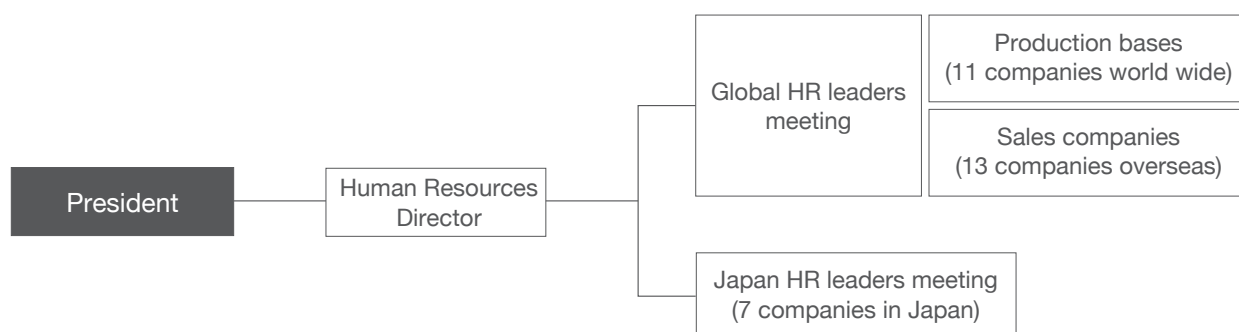 President
Human Resources
Director
Global HR leaders
meeting
Production bases
(11 companies world wide)
Sales companies
(13 companies overseas)
Japan HR leaders meeting
(7 companies in Japan)